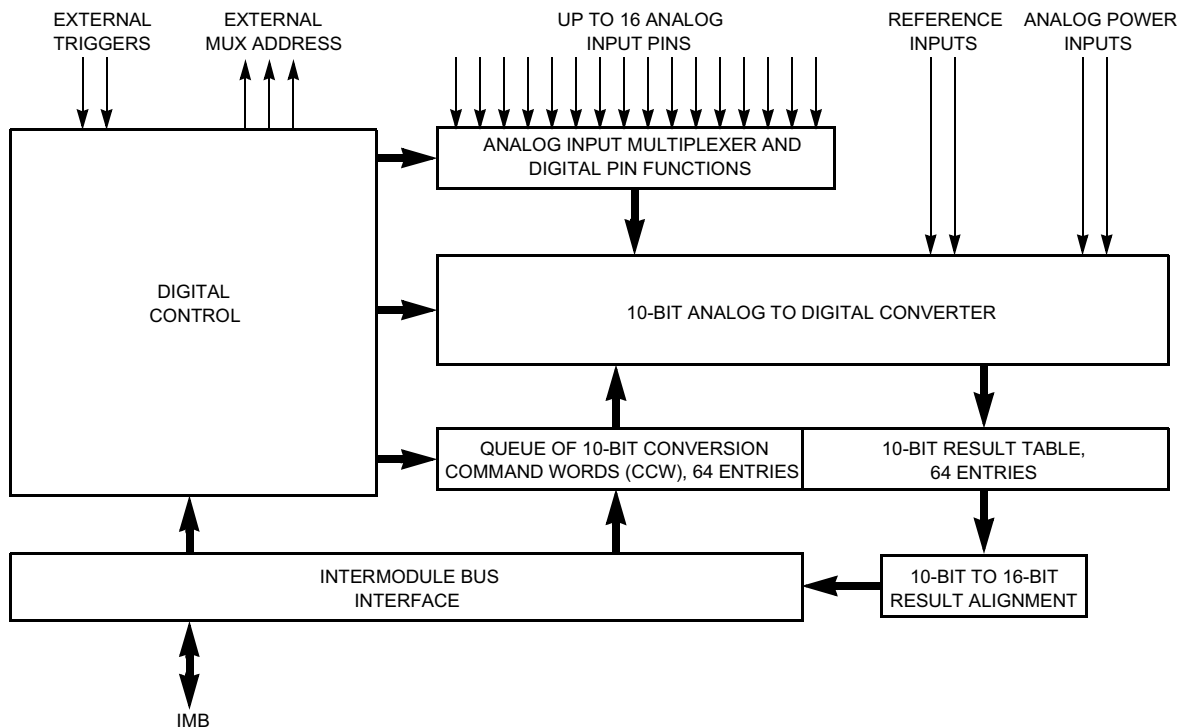 EXTERNAL
TRIGGERS
EXTERNAL
MUX ADDRESS
UP TO 16 ANALOG
INPUT PINS
REFERENCE
INPUTS
ANALOG POWER
INPUTS
ANALOG INPUT MULTIPLEXER AND
DIGITAL PIN FUNCTIONS
DIGITAL
CONTROL
10-BIT ANALOG TO DIGITAL CONVERTER
QUEUE OF 10-BIT CONVERSION
COMMAND WORDS (CCW), 64 ENTRIES
10-BIT RESULT TABLE,
64 ENTRIES
INTERMODULE BUS
INTERFACE
10-BIT TO 16-BIT
RESULT ALIGNMENT
IMB